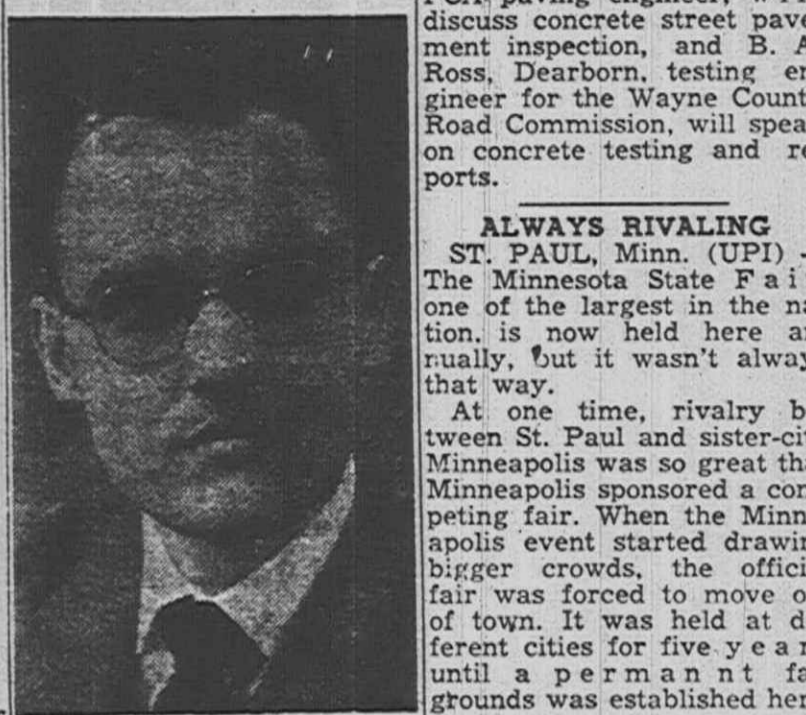 paving engineer,
discuss concrete street pave
ment inspection, and B. A
Ross, Dearborn, testing en
gineer for the Wayne Count
Road Commission, will spea
on concrete testing and re
ports.
ALWAYS RIVALING
ST. PAUL, Minn. (UPI) -
The Minnesota State F a i
one of the largest in the na
tion. is now held here an
nually, but it wasn't alway
that way.
At one time, rivalry b
tween St. Paul and sister-cit
Minneapolis was so great tha
Minneapolis sponsored a com
peting fair. When the Minn
apolis event started drawin
bigger crowds, the offici
fair was forced to move o
of town. It was held at d
ferent cities for five y e a r
until a p e r m a n n t fa
grounds was established her